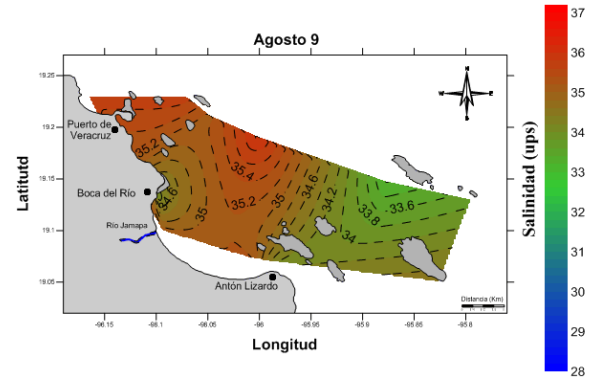 Agosto 9
37
36
35
34
33
32
31
30
29
28
Salinidad (ups)
Latitutd
19.25
19.2
19.15
19.1
19.05
N
W
E
S
Puerto de
Veracruz
Boca del Río
Río Jamapa
Antón Lizardo
35.2
35.4
34.6
35
35.2
35
34.6
34.2
34
33.8
33.6
Distancia (Km)
-96.15
-96.1
-96.05
-96
-95.95
-95.9
-95.85
-95.8
Longitud